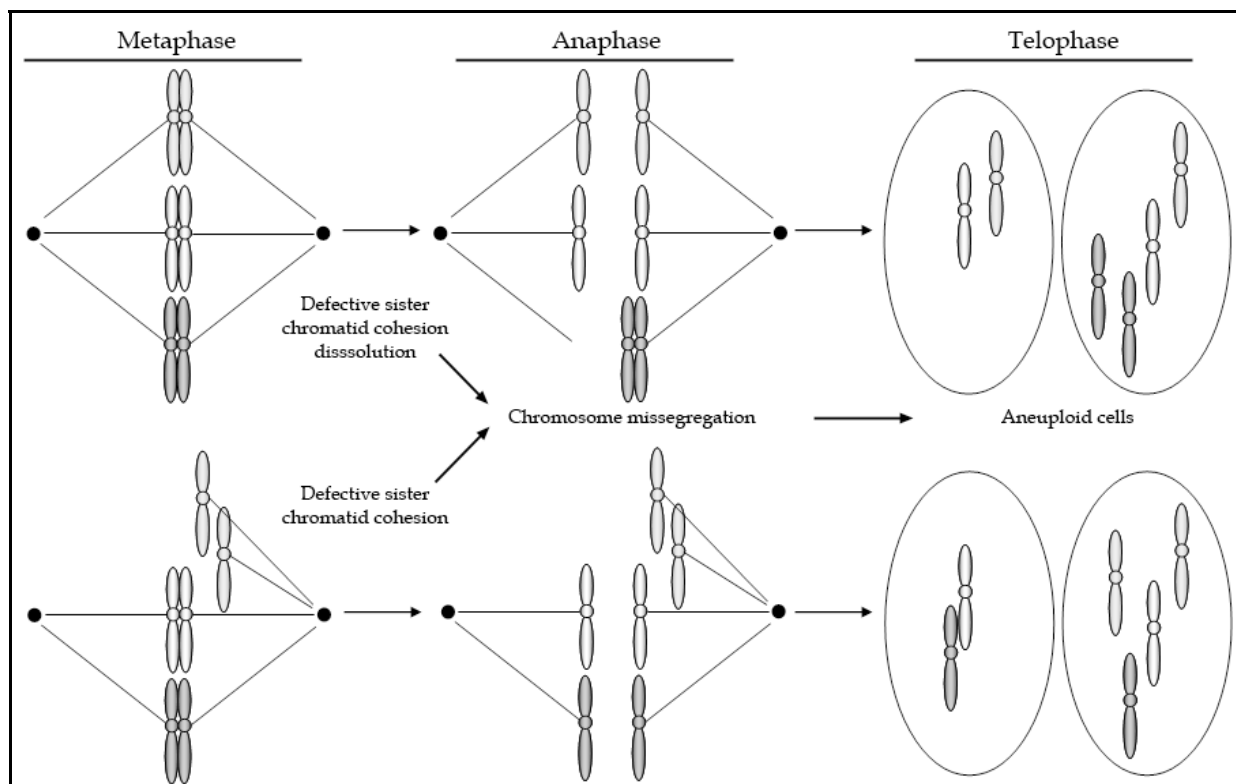 Metaphase
Anaphase
Telophase
Defective sister
chromatid cohesion
disssolution
Chromosome missegregation
Aneuploid cells
Defective sister
chromatid cohesion